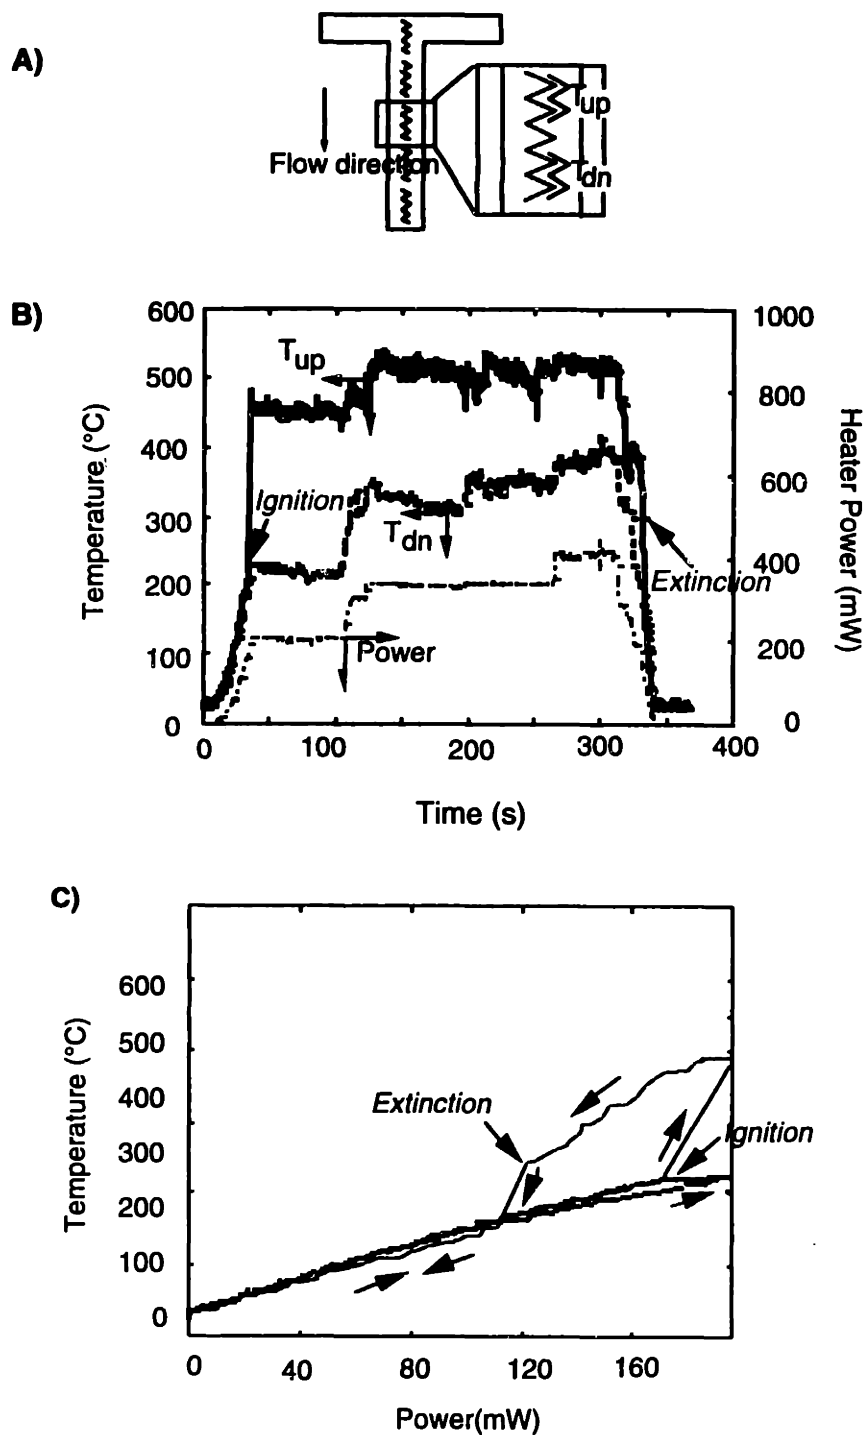 A)
T up
Flow direction
T dn
B)
600
500
400
300
200
100
0
Temperature (°C)
1000
800
600
400
200
0
Heater Power (mW)
T up
Ignition
T dn
Extinction
Power
0
100
200
300
400
Time (s)
C)
600
500
400
300
200
100
0
Temperature (°C)
Extinction
Ignition
0
40
80
120
160
Power(mW)